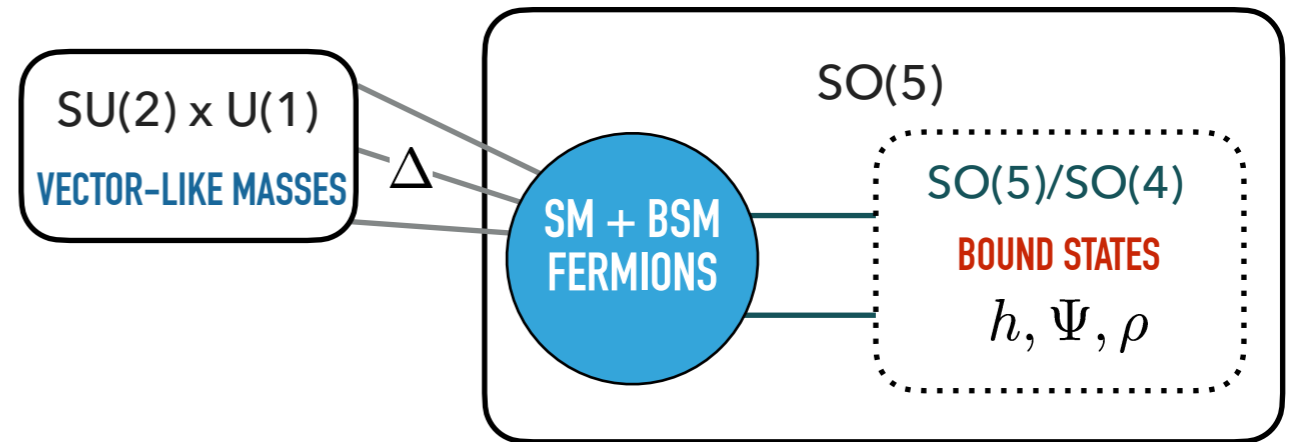 SU(2) x U(1)
VECTOR-LIKE MASSES
Δ
SM + BSM
FERMIONS
SO(5)
SO(5)/SO(4)
BOUND STATES
h, Ψ, ρ